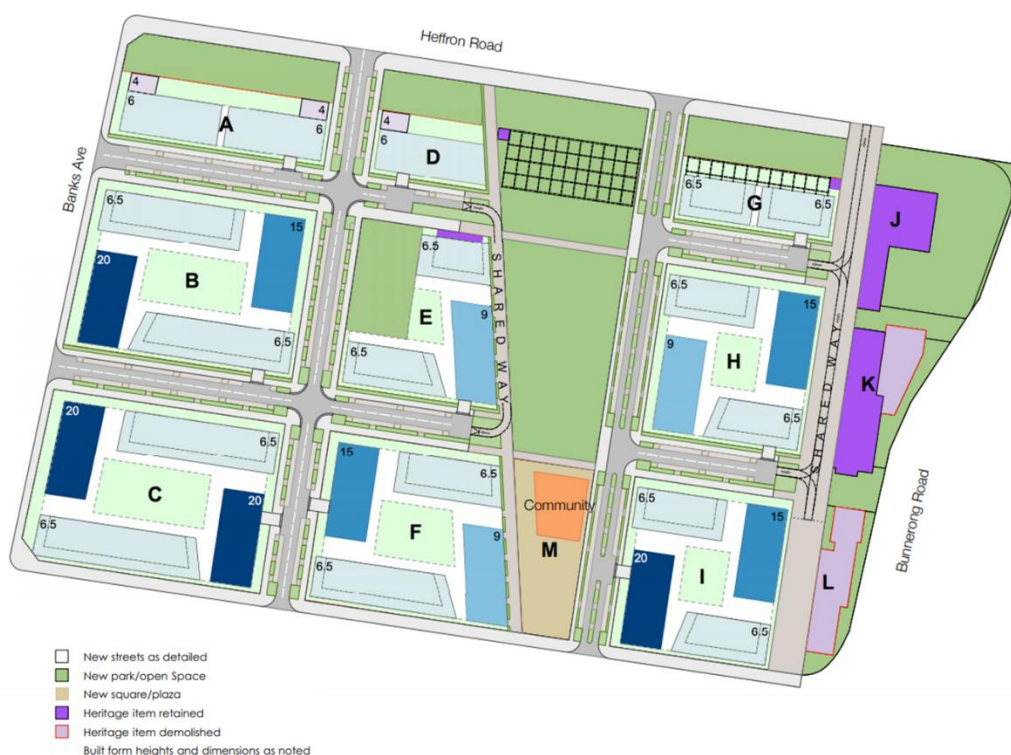 Heffron Road
Banks Ave
4
4
6
6
A
4
6
D
6.5
6.5
G
J
6.5
15
20
B
6.5
6.5
9
E
6.5
SHARED WAY
6.5
15
9
H
6.5
SHARED WAY
K
Bunnerong Road
20
6.5
C
20
6.5
15
6.5
F
9
6.5
Community
M
6.5
15
20
I
6.5
L
New streets as detailed
New park/open Space
New square/plaza
Heritage item retained
Heritage item demolished
Built form heights and dimensions as noted